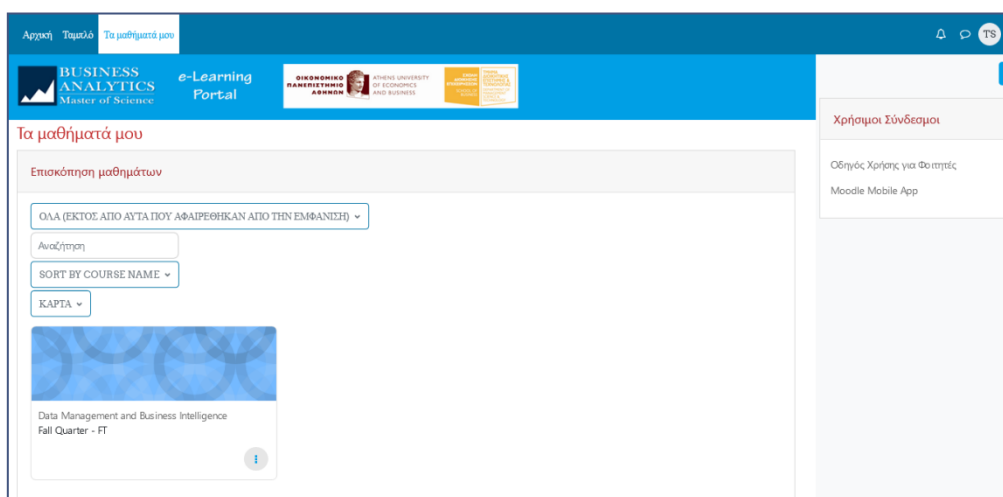 Αρχική Ταμπλό Τα μαθήματά μου
TS
BUSINESS
ANALYTICS
Master of Science
e-Learning
Portal
ΟΙΚΟΝΟΜΙΚΟ
ΠΑΝΕΠΙΣΤΗΜΙΟ
ΑΘΗΝΩΝ
ATHENS UNIVERSITY
OF ECONOMICS
AND BUSINESS
Τα μαθήματά μου
Επισκόπηση μαθημάτων
ΟΛΑ (ΕΚΤΟΣ ΑΠΟ ΑΥΤΑ ΠΟΥ ΑΦΑΙΡΕΘΗΚΑΝ ΑΠΟ ΤΗΝ ΕΜΦΑΝΙΣΗ)
Αναζήτηση
SORT BY COURSE NAME
ΚΑΡΤΑ
Data Management and Business Intelligence
Fall Quarter - FT
Χρήσιμοι Σύνδεσμοι
Οδηγός Χρήσης για Φοιτητές
Moodle Mobile App